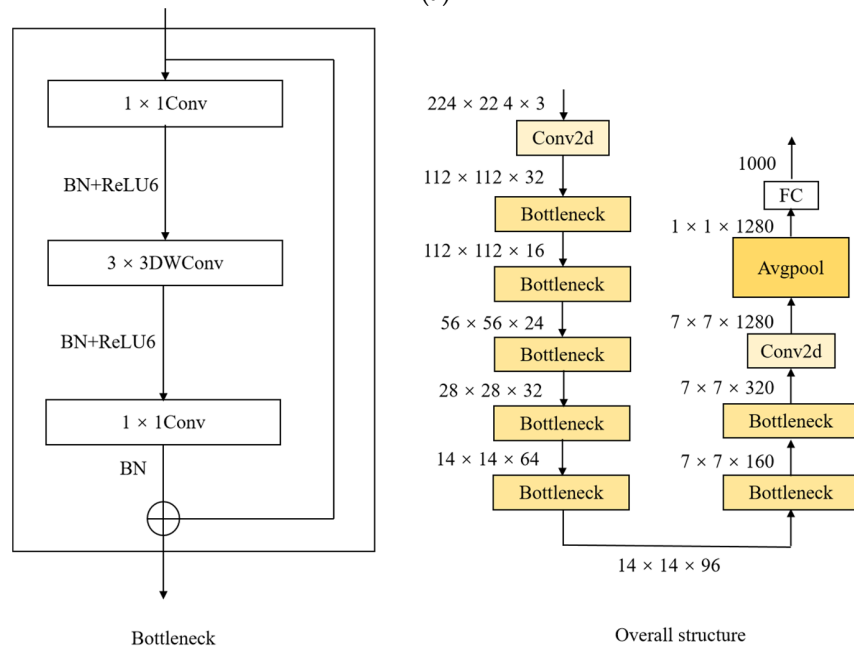 1 × 1Conv
BN+ReLU6
3 × 3DWConv
BN+ReLU6
1 × 1Conv
BN
Bottleneck
224 × 22 4 × 3
Conv2d
112 × 112 × 32
Bottleneck
112 × 112 × 16
Bottleneck
56 × 56 × 24
Bottleneck
28 × 28 × 32
Bottleneck
14 × 14 × 64
Bottleneck
14 × 14 × 96
Bottleneck
7 × 7 × 160
Bottleneck
7 × 7 × 320
Conv2d
7 × 7 × 1280
Avgpool
1 × 1 × 1280
FC
1000
Overall structure